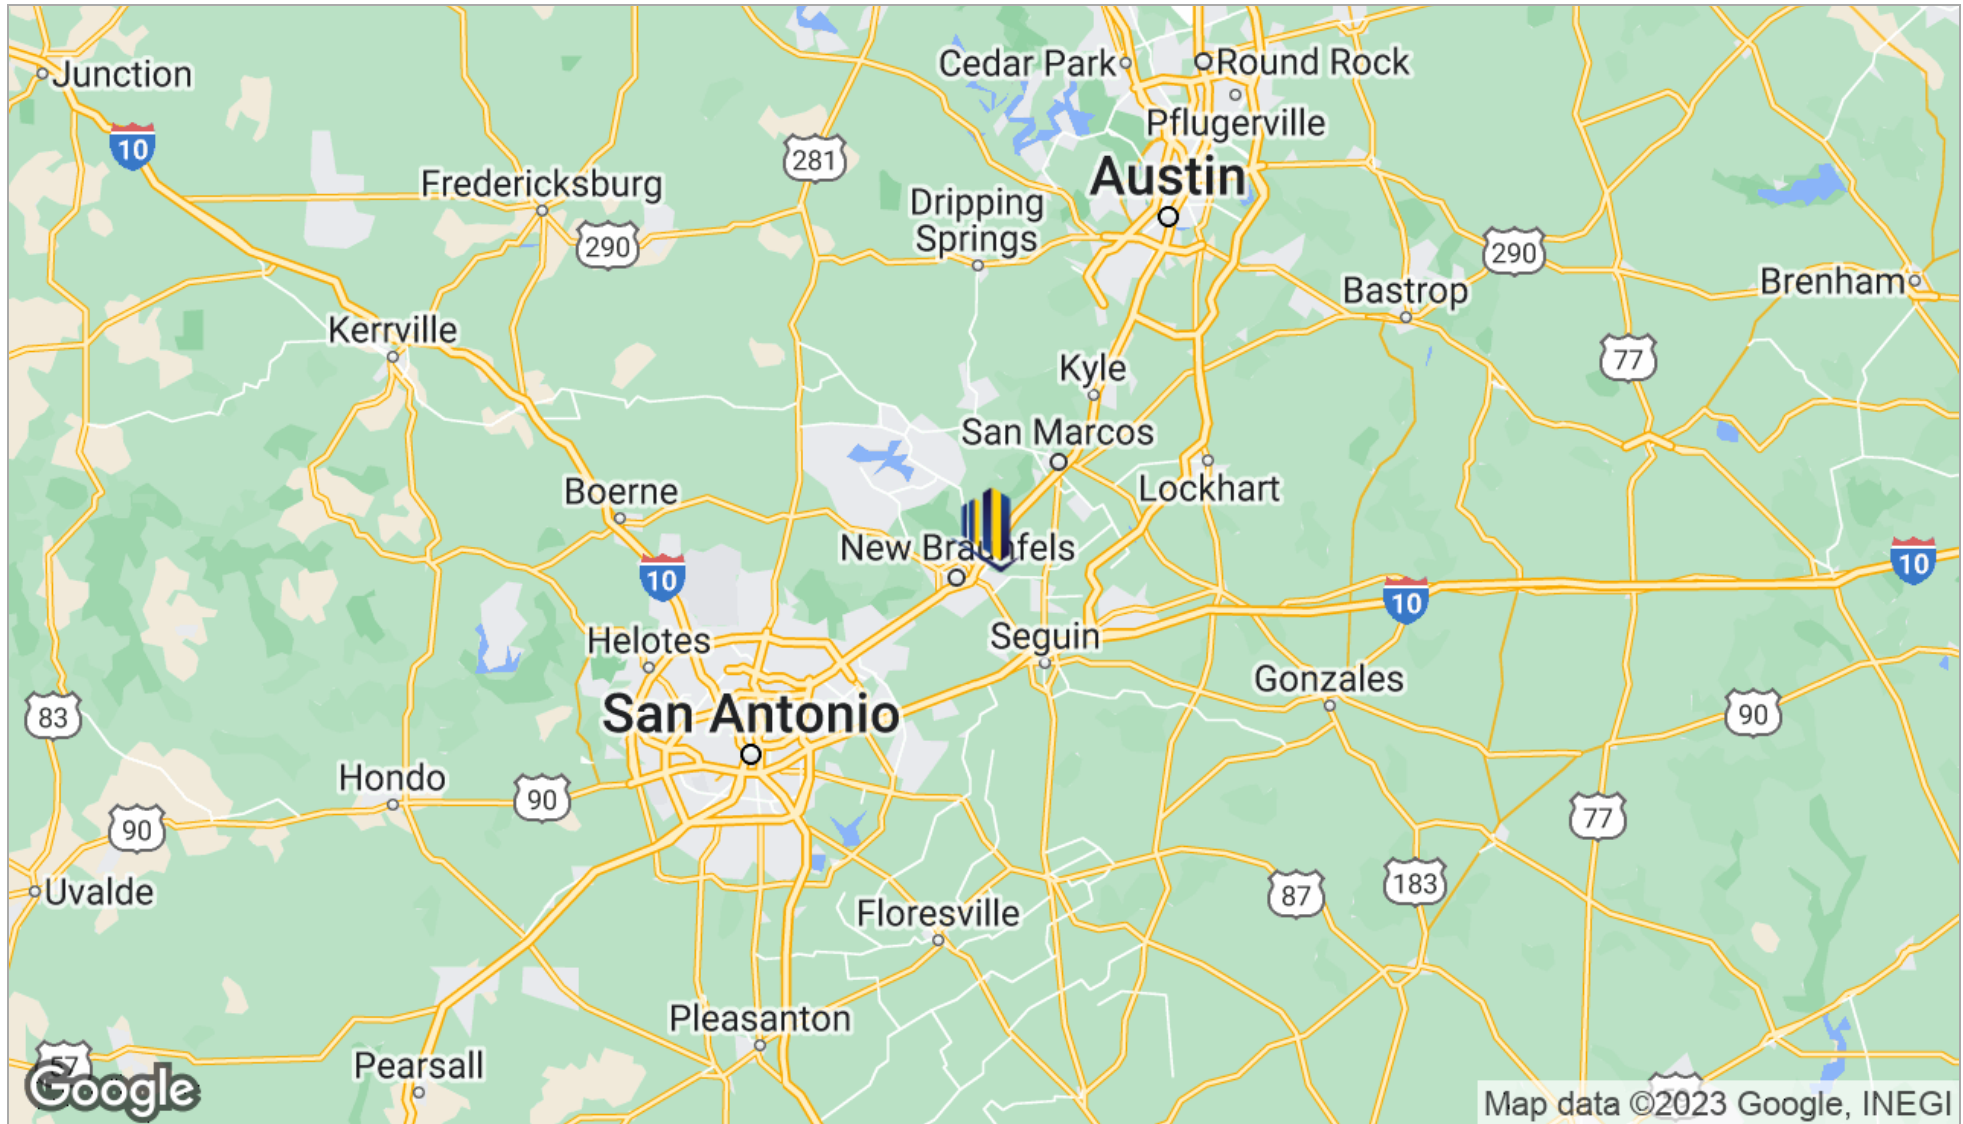 Cedar Park
Round Rock
Junction
Pflugerville
10
281
Austin
Fredericksburg
Dripping
Springs
290
290
Bastrop
Brenham
Kerrville
77
Kyle
San Marcos
Boerne
Lockhart
New Braunfels
10
10
10
Helotes
Seguin
Gonzales
83
San Antonio
90
Hondo
90
90
77
Uvalde
87
183
Floresville
Pleasanton
57
Pearsall
Google
Map data ©2023 Google, INEGI